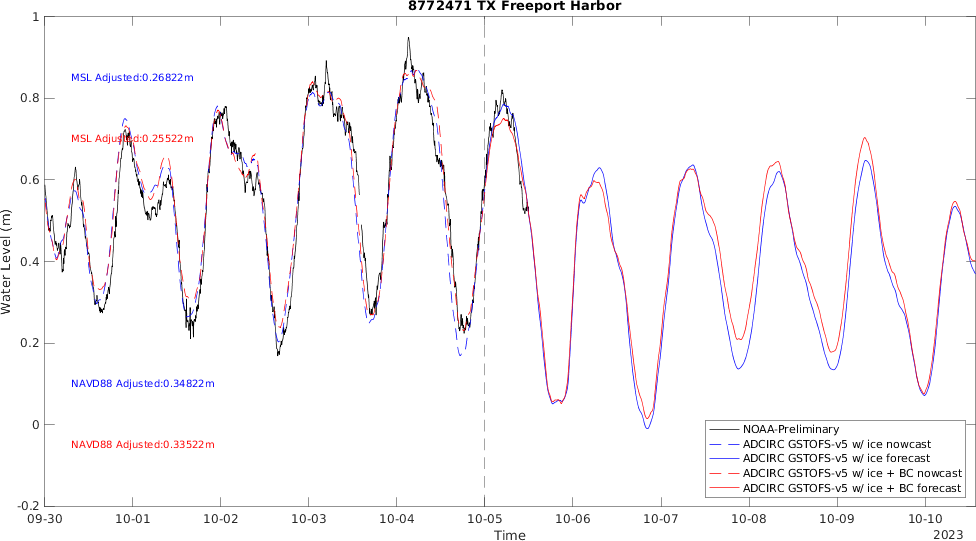 8772471 TX Freeport Harbor
1
0.8
0.6
0.4
0.2
0
-0.2
Water Level (m)
MSL Adjusted:0.26822m
MSL Adjusted:0.25522m
NAVD88 Adjusted:0.34822m
NAVD88 Adjusted:0.33522m
NOAA-Preliminary
ADCIRC GSTOFS-v5 w/ ice nowcast
ADCIRC GSTOFS-v5 w/ ice forecast
ADCIRC GSTOFS-v5 w/ ice + BC nowcast
ADCIRC GSTOFS-v5 w/ ice + BC forecast
09-30 10-01 10-02 10-03 10-04 10-05 10-06 10-07 10-08 10-09 10-10
Time
2023